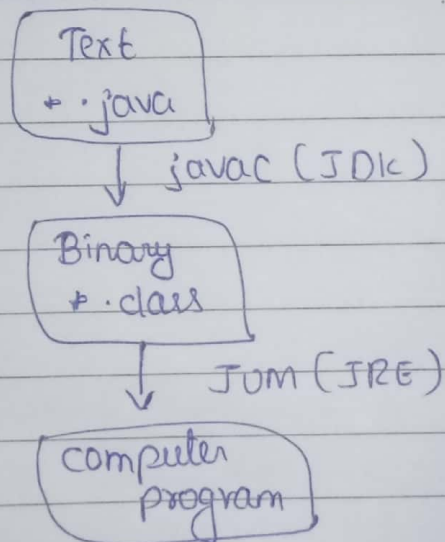 Text
* .java
javac (JDK)
Binary
* .class
JVM (JRE)
computer
program